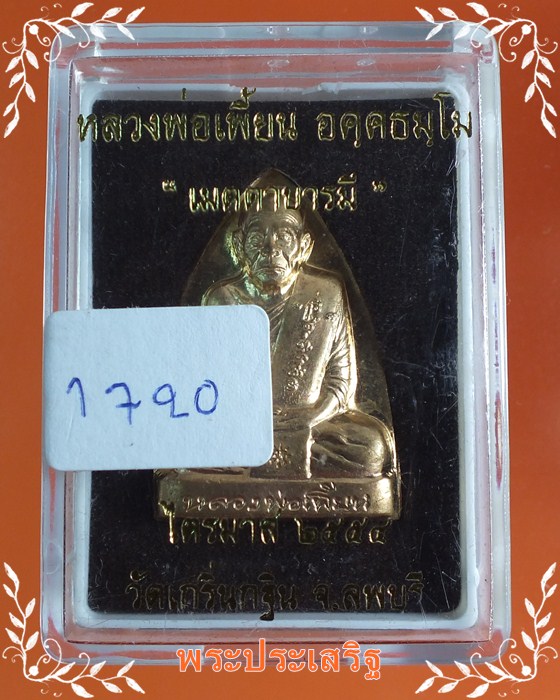 หลวงพ่อเพี้ยน อคฺคธมฺโม
" เมตตาบารมี "
1720
หลวงพ่อเพี้ยน
ไตรมาส ๒๕๕๔
วัดเกริ่นกฐิน จ.ลพบุรี
พระประเสริฐ